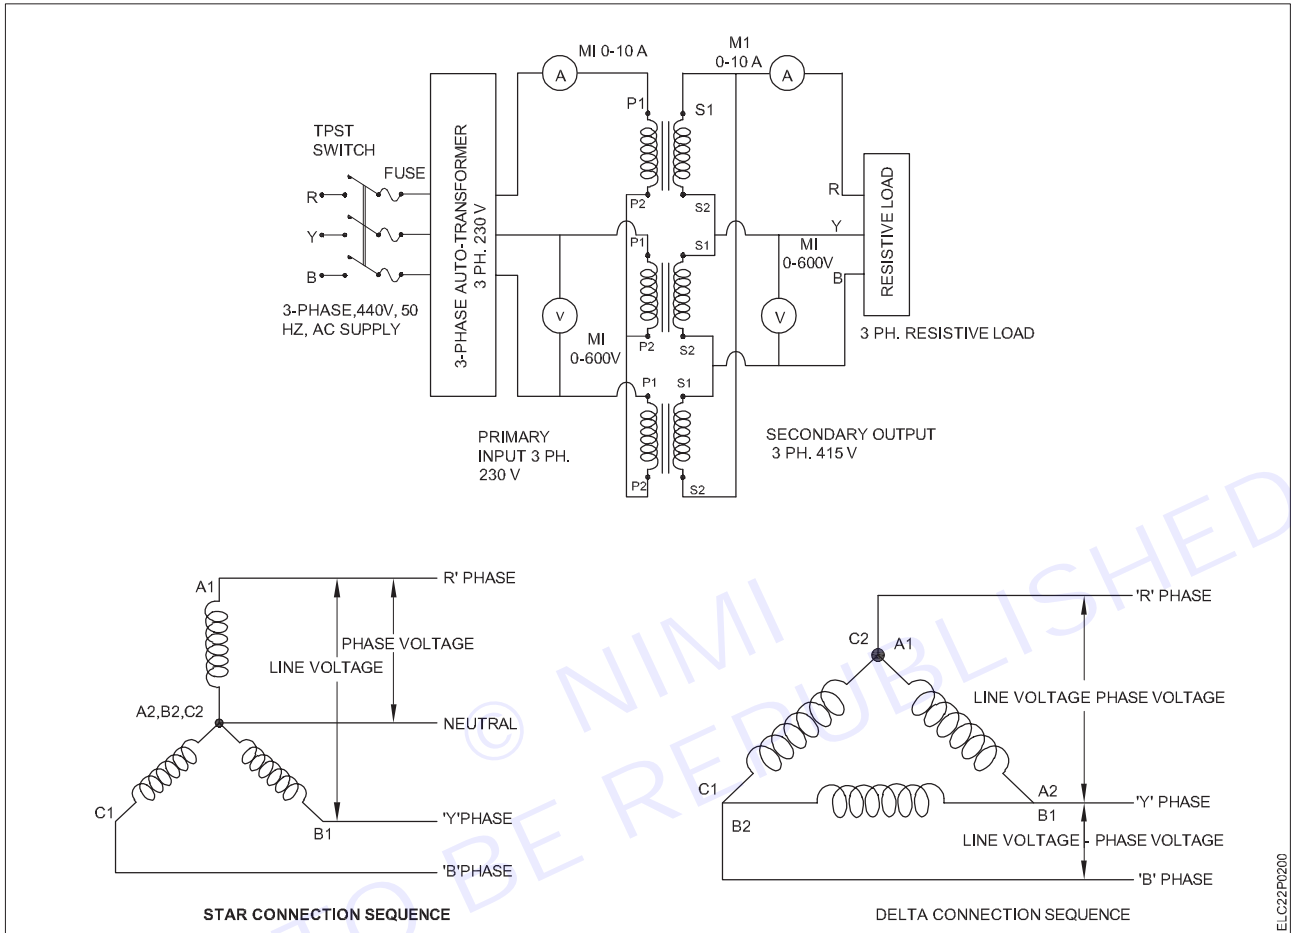 MI 0-10 A
M1
0-10 A
A
A
P1
S1
TPST
SWITCH
FUSE
R
Y
B
3-PHASE,440V, 50
HZ, AC SUPPLY
3-PHASE AUTO-TRANSFORMER
3 PH. 230 V
P2
S2
P1
S1
V
MI
0-600V
P2
S2
P1
S1
P2
S2
R
Y
MI
0-600V
B
V
RESISTIVE LOAD
3 PH. RESISTIVE LOAD
PRIMARY
INPUT 3 PH.
230 V
SECONDARY OUTPUT
3 PH. 415 V
A1
R' PHASE
PHASE VOLTAGE
LINE VOLTAGE
A2,B2,C2
NEUTRAL
C1
B1
'Y'PHASE
'B'PHASE
STAR CONNECTION SEQUENCE
'R' PHASE
C2
A1
LINE VOLTAGE PHASE VOLTAGE
C1
A2
B2
B1
'Y' PHASE
LINE VOLTAGE - PHASE VOLTAGE
'B' PHASE
DELTA CONNECTION SEQUENCE
ELC22P0200
© NIMI
TO BE REPUBLISHED